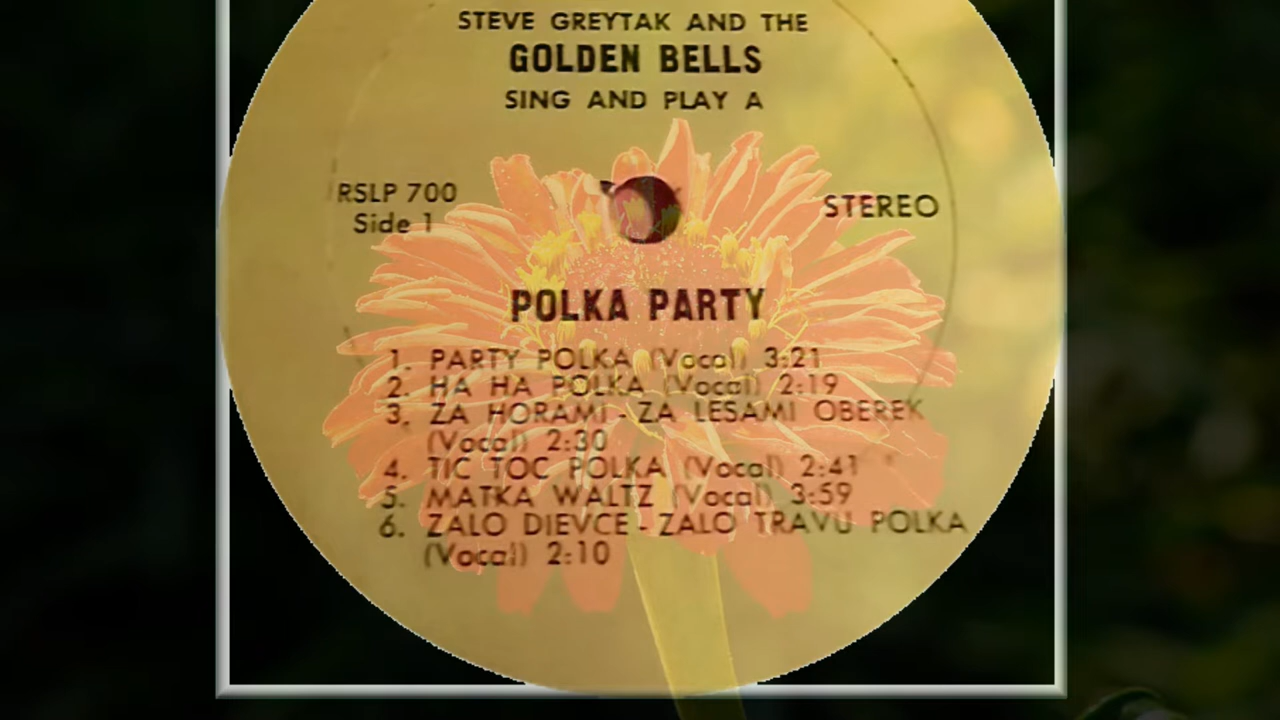 STEVE GREYTAK AND THE
GOLDEN BELLS
SING AND PLAY A
RSLP 700
Side 1
STEREO
POLKA PARTY
1. PARTY POLKA (Vocal) 3:21
2. HA HA POLKA (Vocal) 2:19
3. ZA HORAMI - ZA LESAMI OBEREK
(Vocal) 2:30
4. TIC TOC POLKA (Vocal) 2:41
5. MATKA WALTZ (Vocal) 3:59
6. ZALO DIEVCE - ZALO TRAVU POLKA
(Vocal) 2:10